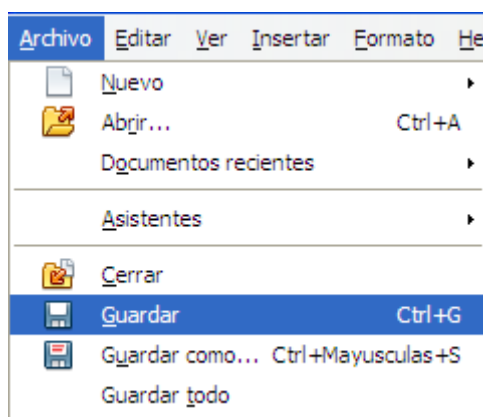 Archivo Editar Ver Insertar Formato He
Nuevo
Abrir... Ctrl+A
Documentos recientes
Asistentes
Cerrar
Guardar Ctrl+G
Guardar como... Ctrl+Mayusculas+S
Guardar todo